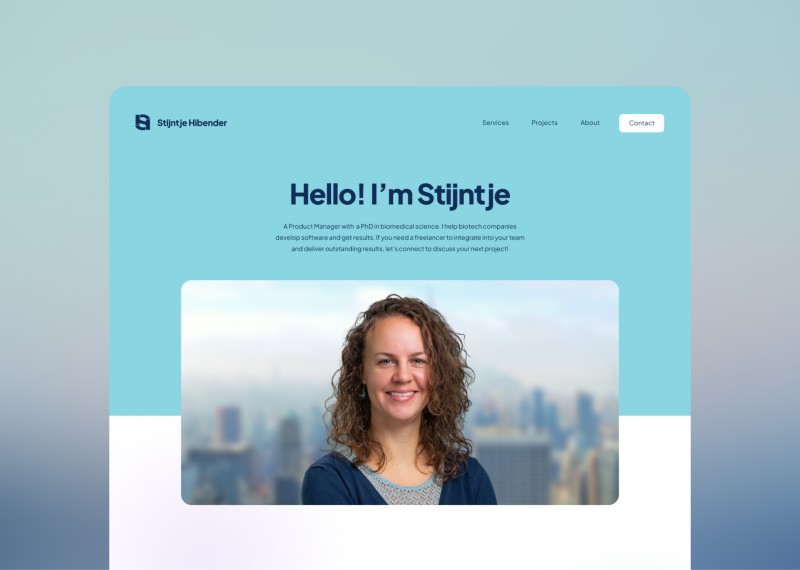 Stijntje Hibender
Services
Projects
About
Contact
Hello! I’m Stijntje
A Product Manager with a PhD in biomedical science. I help biotech companies
develop software and get results. If you need a freelancer to integrate into your team
and deliver outstanding results, let’s connect to discuss your next project!